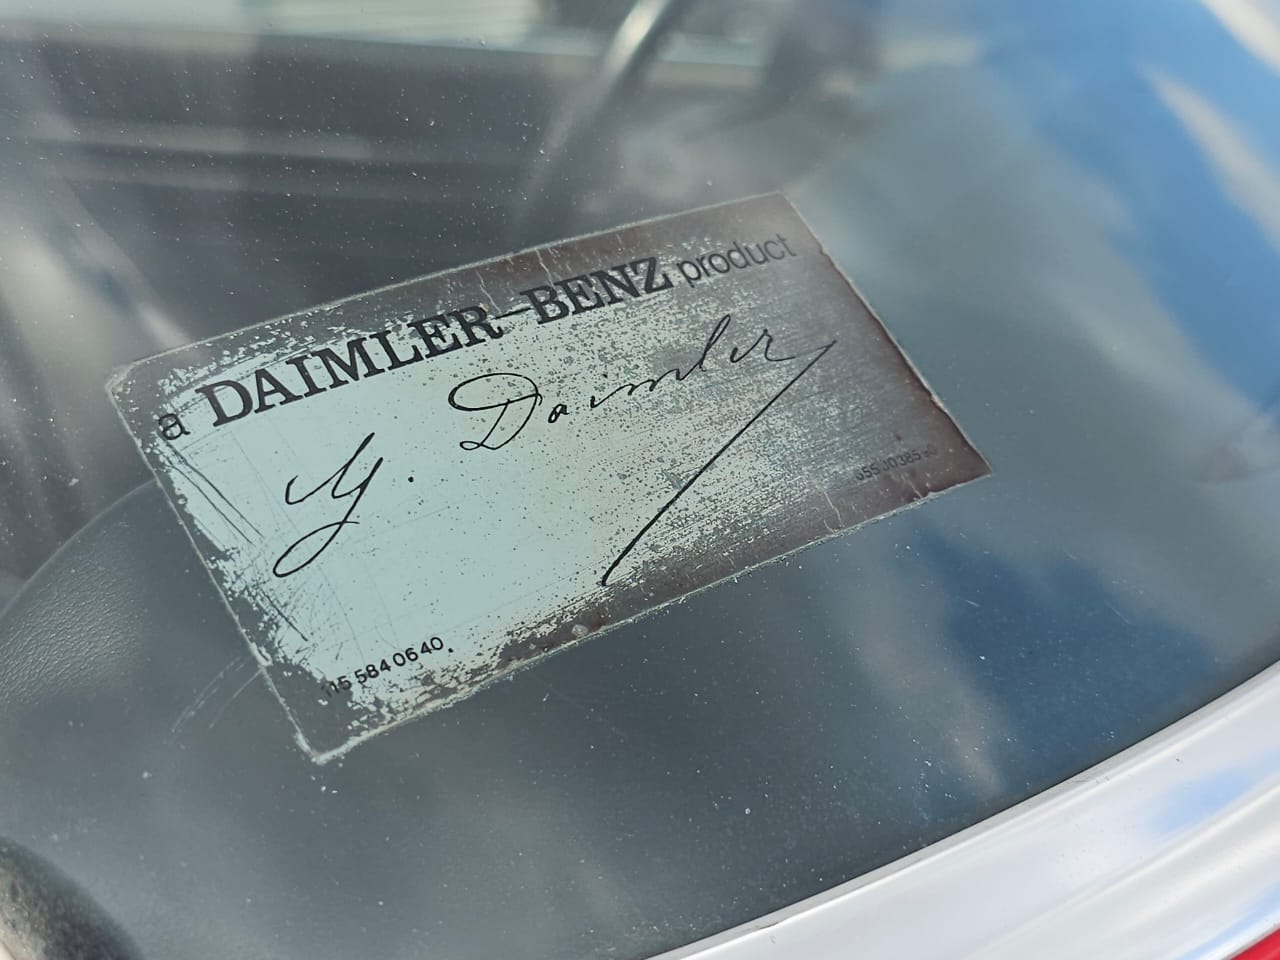 a DAIMLER-BENZ product
G. Daimler
115 584 06 40.